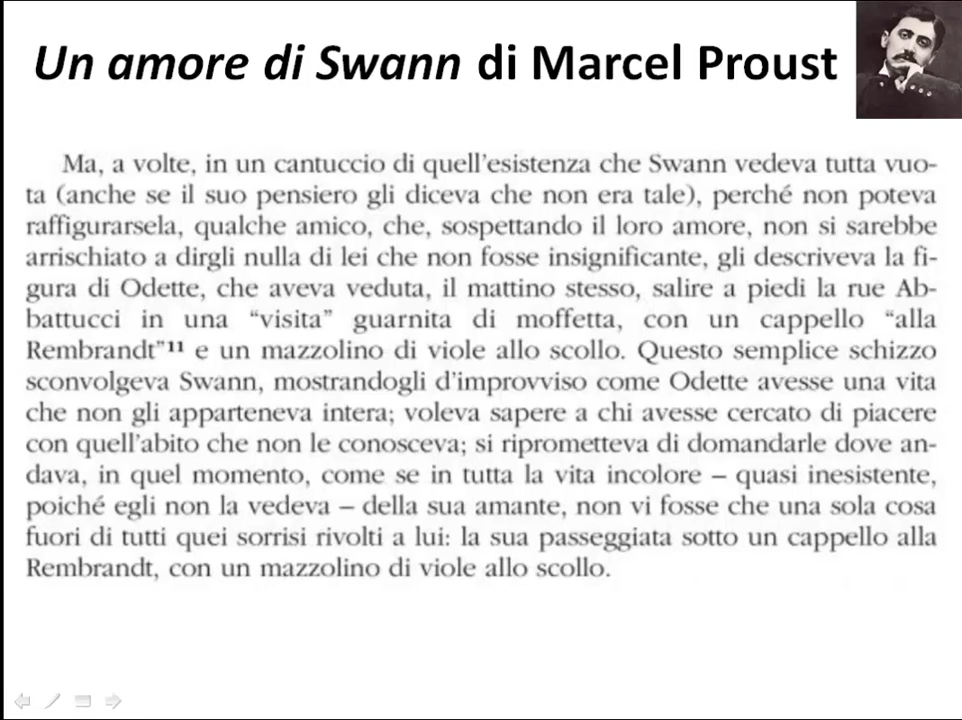 Un amore di Swann di Marcel Proust
Ma, a volte, in un cantuccio di quell'esistenza che Swann vedeva tutta vuo-
ta (anche se il suo pensiero gli diceva che non era tale), perché non poteva
raffigurarsela, qualche amico, che, sospettando il loro amore, non si sarebbe
arrischiato a dirgli nulla di lei che non fosse insignificante, gli descriveva la fi-
gura di Odette, che aveva veduta, il mattino stesso, salire a piedi la rue Ab-
battucci in una “visita” guarnita di moffetta, con un cappello “alla
Rembrandt”¹¹ e un mazzolino di viole allo scollo. Questo semplice schizzo
sconvolgeva Swann, mostrandogli d'improvviso come Odette avesse una vita
che non gli apparteneva intera; voleva sapere a chi avesse cercato di piacere
con quell'abito che non le conosceva; si riprometteva di domandarle dove an-
dava, in quel momento, come se in tutta la vita incolore – quasi inesistente,
poiché egli non la vedeva – della sua amante, non vi fosse che una sola cosa
fuori di tutti quei sorrisi rivolti a lui: la sua passeggiata sotto un cappello alla
Rembrandt, con un mazzolino di viole allo scollo.